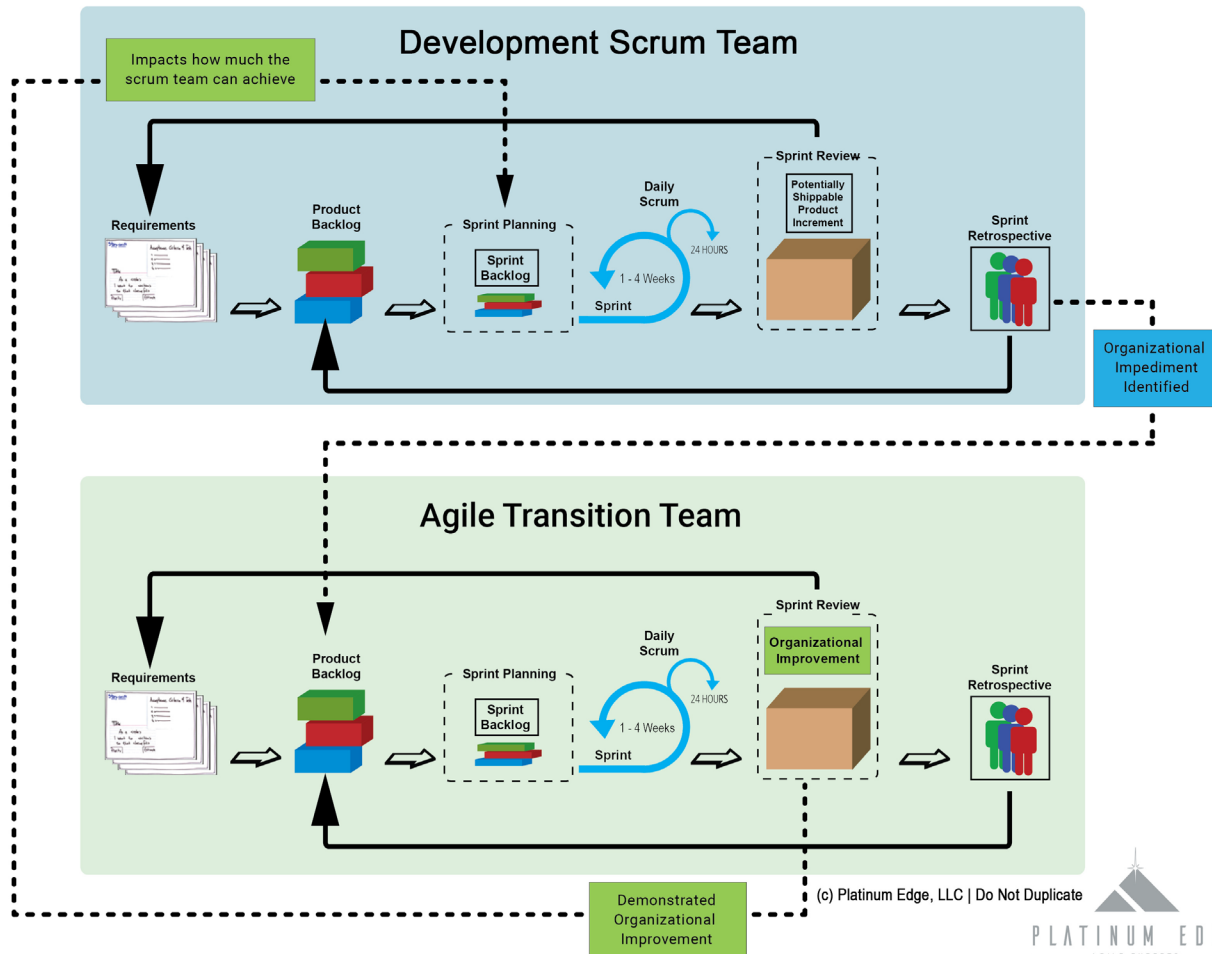 Development Scrum Team
Impacts how much the
scrum team can achieve
Requirements
Product
Backlog
Sprint Planning
Sprint
Backlog
Daily
Scrum
24 HOURS
1 - 4 Weeks
Sprint
Sprint Review
Potentially
Shippable
Product
Increment
Sprint
Retrospective
Organizational
Impediment
Identified
Agile Transition Team
Requirements
Product
Backlog
Sprint Planning
Sprint
Backlog
Daily
Scrum
24 HOURS
1 - 4 Weeks
Sprint
Sprint Review
Organizational
Improvement
Sprint
Retrospective
Demonstrated
Organizational
Improvement
(c) Platinum Edge, LLC | Do Not Duplicate
PLATINUM ED